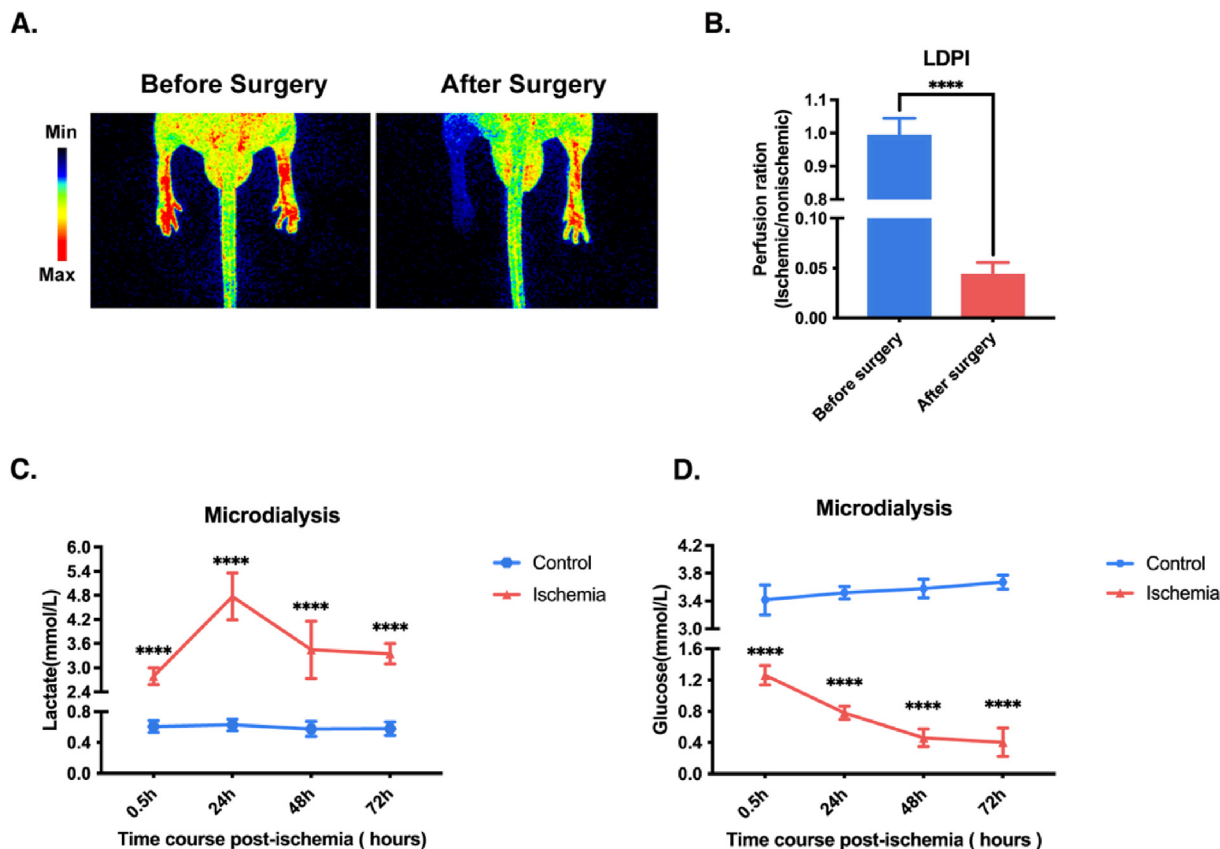 A.
Before Surgery
After Surgery
Min
Max
B.
LDPI
****
Perfusion ration
(Ischemic/nonischemic)
1.1
1.0
0.9
0.8
0.10
0.05
0.00
Before surgery
After surgery
C.
Microdialysis
Lactate(mmol/L)
6.0
5.4
4.8
4.2
3.6
3.0
2.4
0.8
0.4
0.0
****
****
****
****
Control
Ischemia
0.5h
24h
48h
72h
Time course post-ischemia ( hours)
D.
Microdialysis
Glucose(mmol/L)
4.2
3.8
3.4
3.0
1.6
1.2
0.8
0.4
0.0
****
****
****
****
Control
Ischemia
0.5h
24h
48h
72h
Time course post-ischemia ( hours )